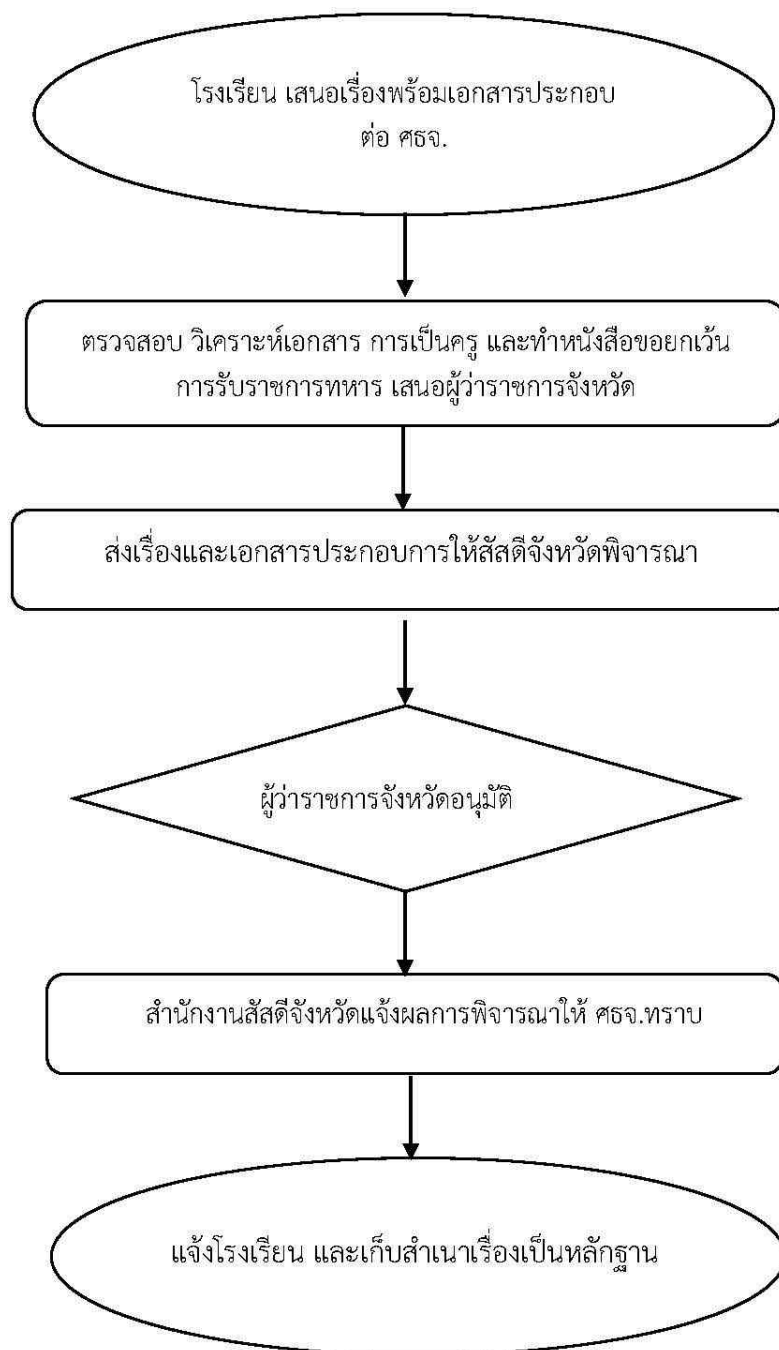 โรงเรียน เสนอเรื่องพร้อมเอกสารประกอบ
ต่อ ศธจ.
ตรวจสอบ วิเคราะห์เอกสาร การเป็นครู และทำหนังสือขอยกเว้น
การรับราชการทหาร เสนอผู้ว่าราชการจังหวัด
ส่งเรื่องและเอกสารประกอบการให้สัสดีจังหวัดพิจารณา
ผู้ว่าราชการจังหวัดอนุมัติ
สำนักงานสัสดีจังหวัดแจ้งผลการพิจารณาให้ ศธจ.ทราบ
แจ้งโรงเรียน และเก็บสำเนาเรื่องเป็นหลักฐาน